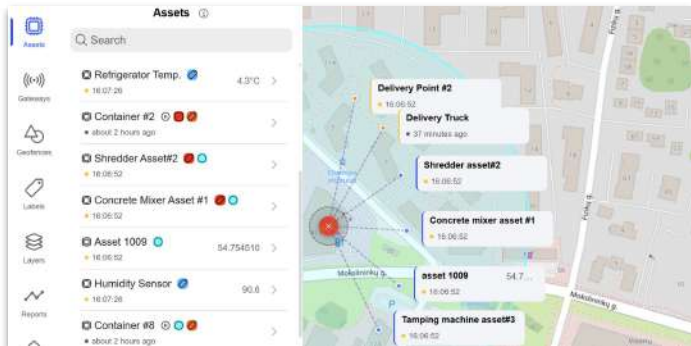 Assets
Search
Assets
Gateways
Geofences
Labels
Layers
Reports
Refrigerator Temp.
4.3°C
16:07:26
Container #2
about 2 hours ago
Shredder Asset#2
16:06:52
Concrete Mixer Asset #1
16:06:52
Asset 1009
54.754510
16:06:52
Humidity Sensor
90.6
16:07:26
Container #8
about 2 hours ago
Delivery Point #2
16:06:52
Delivery Truck
37 minutes ago
Shredder asset#2
16:06:52
Concrete mixer asset #1
16:06:52
asset 1009 54.7...
16:06:52
Tamping machine asset#3
16:06:52
Mokslininkų g.
Mokslininkų g.
P